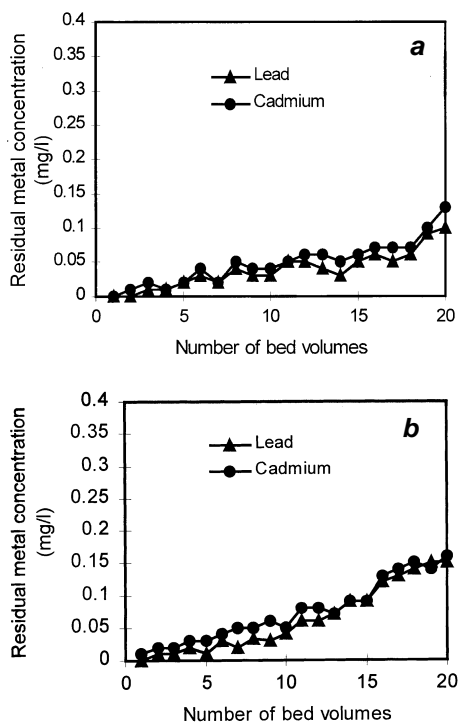 a
Residual metal concentration
(mg/l)
0.4
0.35
0.3
0.25
0.2
0.15
0.1
0.05
0
Lead
Cadmium
0 5 10 15 20
Number of bed volumes
b
Residual metal concentration
(mg/l)
0.4
0.35
0.3
0.25
0.2
0.15
0.1
0.05
0
Lead
Cadmium
0 5 10 15 20
Number of bed volumes